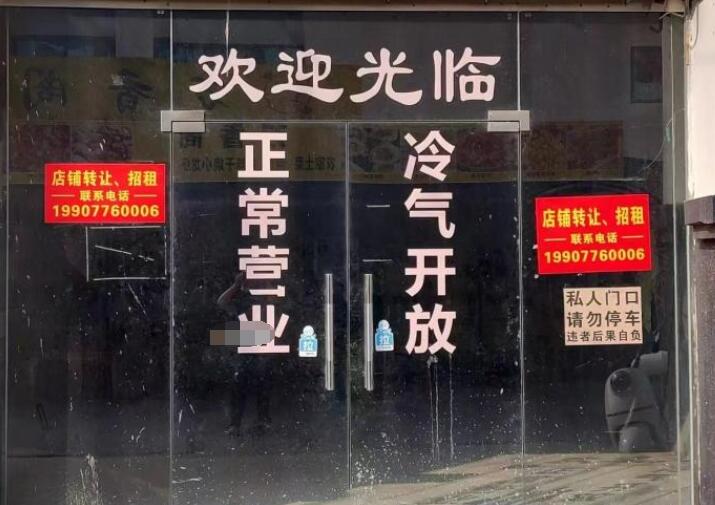 欢迎光临
正常营业
冷气开放
店铺转让、招租
联系电话
19907760006
店铺转让、招租
联系电话
19907760006
私人门口
请勿停车
违者后果自负
拉
拉